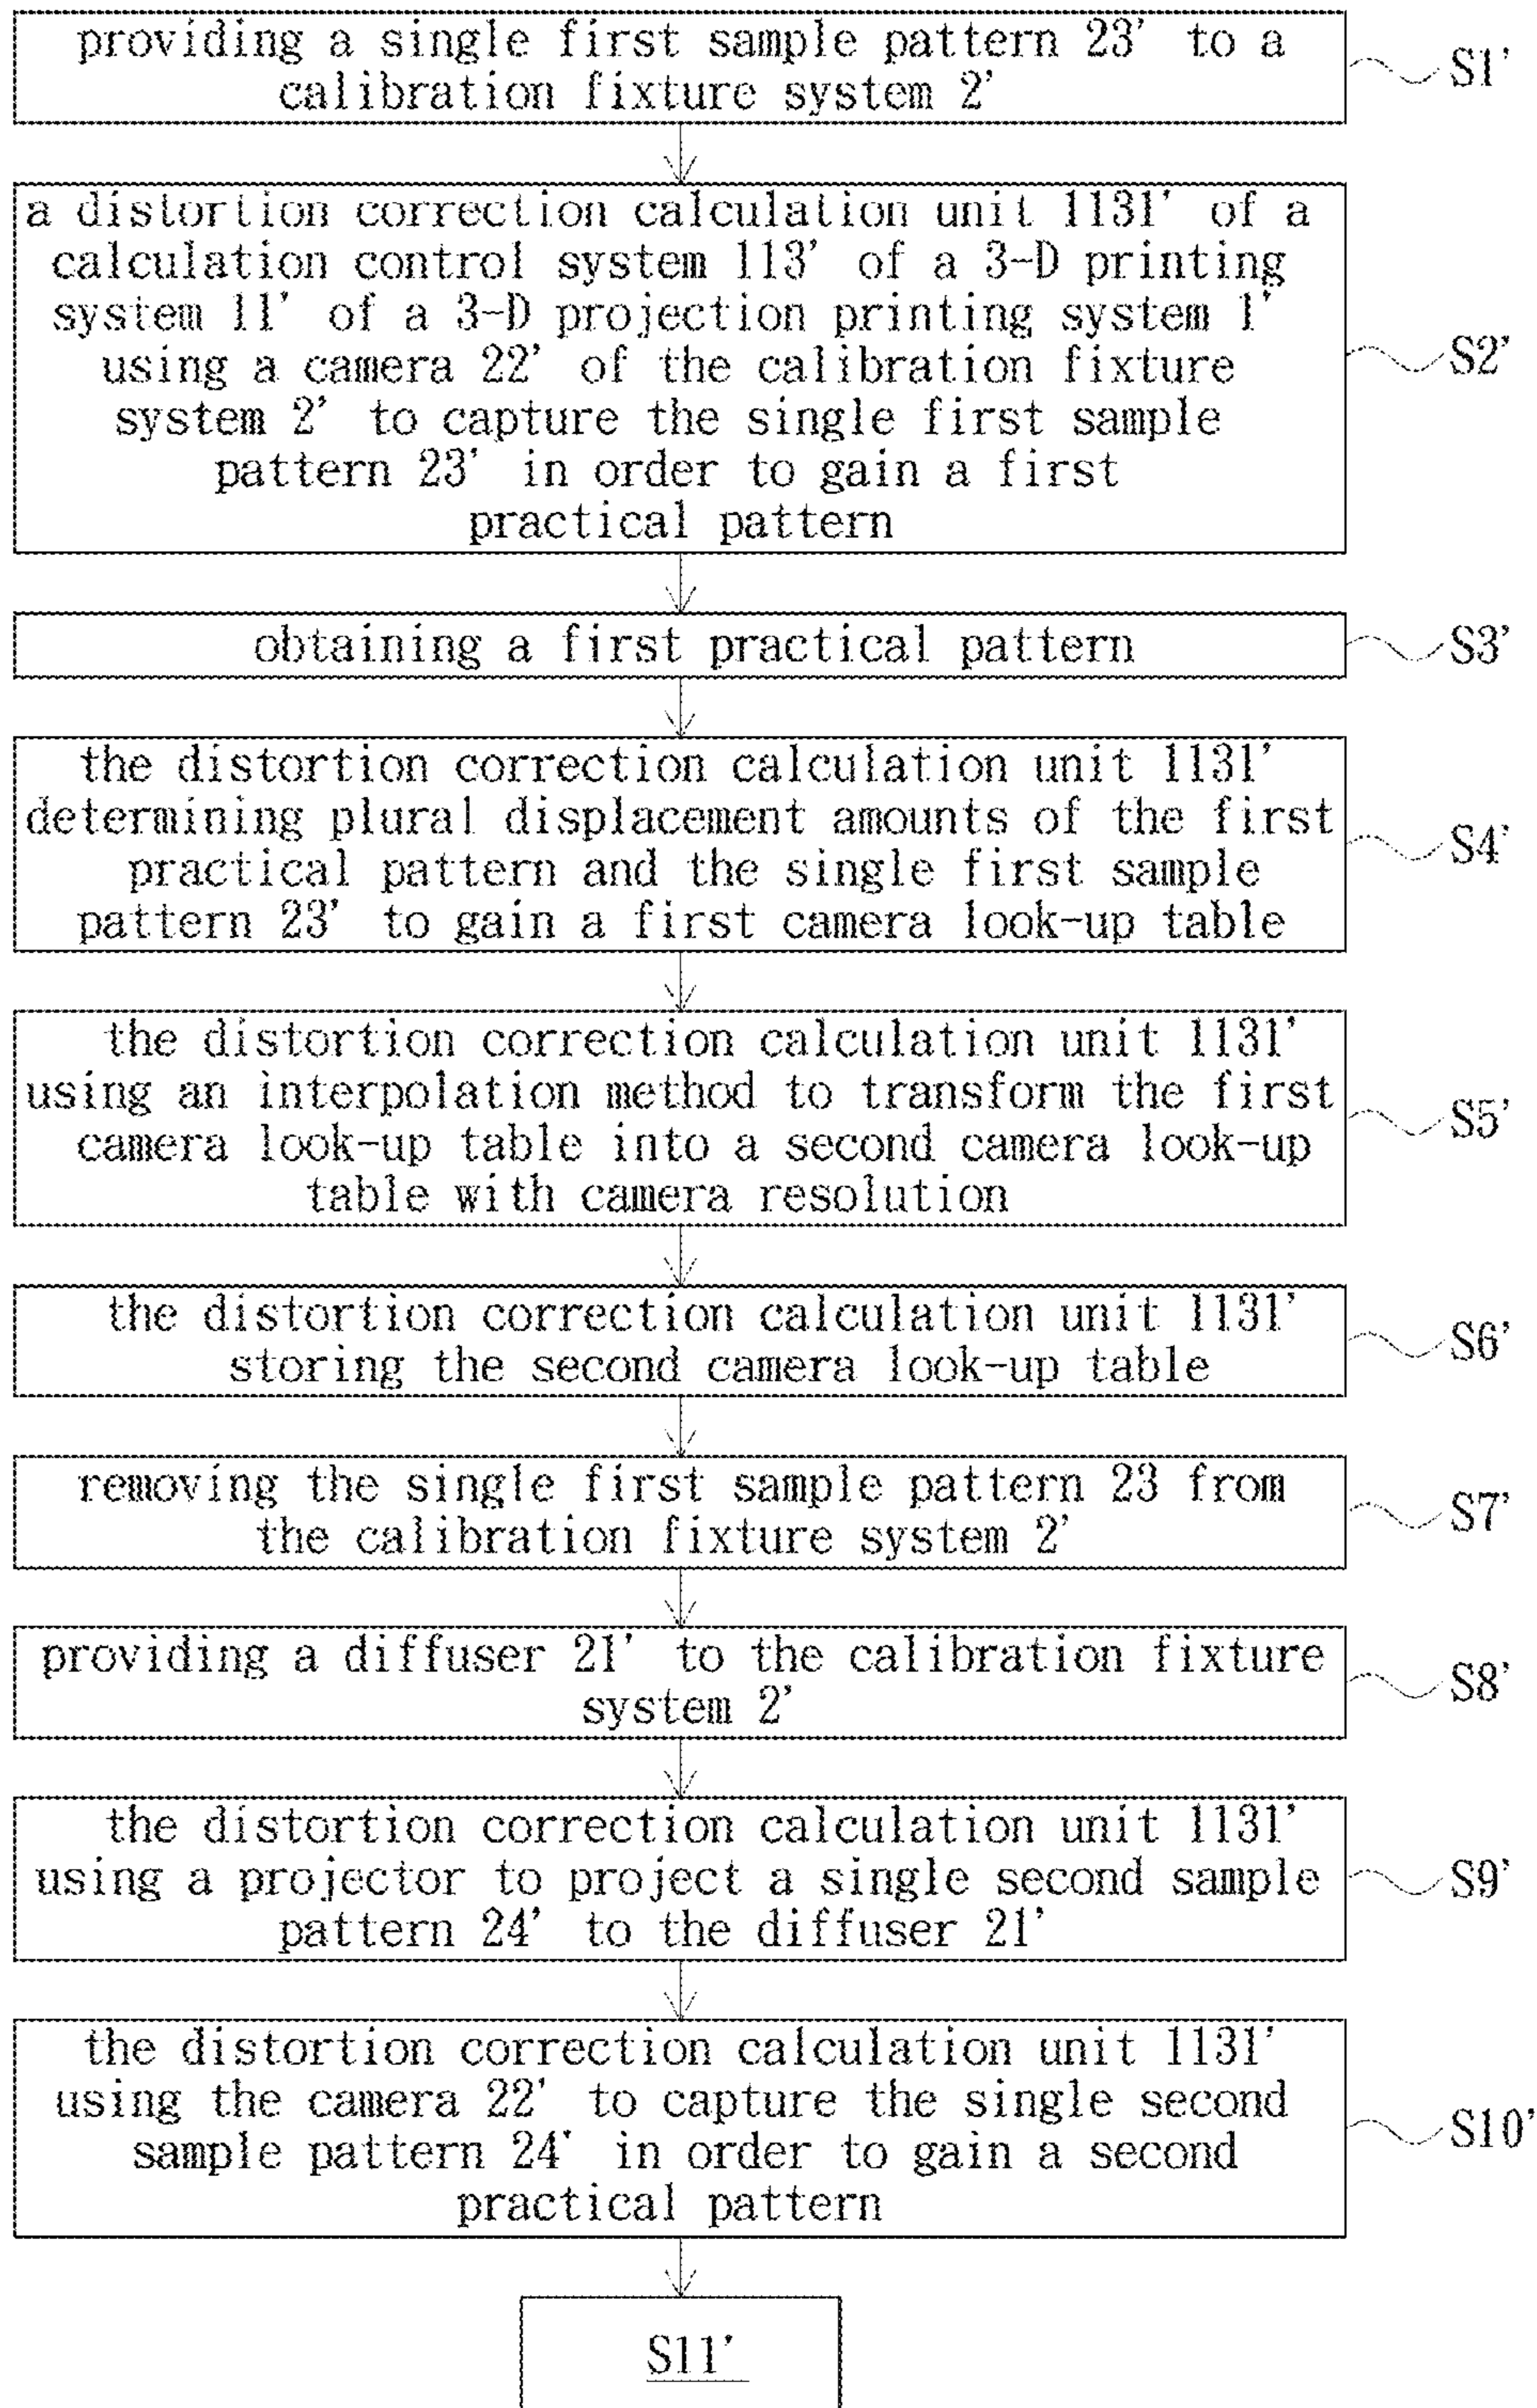 providing a single first sample pattern 23' to a
calibration fixture system 2'
S1'
a distortion correction calculation unit 1131' of a
calculation control system 113' of a 3-D printing
system 11' of a 3-D projection printing system 1'
using a camera 22' of the calibration fixture
system 2' to capture the single first sample
pattern 23' in order to gain a first
practical pattern
S2'
obtaining a first practical pattern
S3'
the distortion correction calculation unit 1131'
determining plural displacement amounts of the first
practical pattern and the single first sample
pattern 23' to gain a first camera look-up table
S4'
the distortion correction calculation unit 1131'
using an interpolation method to transform the first
camera look-up table into a second camera look-up
table with camera resolution
S5'
the distortion correction calculation unit 1131'
storing the second camera look-up table
S6'
removing the single first sample pattern 23 from
the calibration fixture system 2'
S7'
providing a diffuser 21' to the calibration fixture
system 2'
S8'
the distortion correction calculation unit 1131'
using a projector to project a single second sample
pattern 24' to the diffuser 21'
S9'
the distortion correction calculation unit 1131'
using the camera 22' to capture the single second
sample pattern 24' in order to gain a second
practical pattern
S10'
S11'